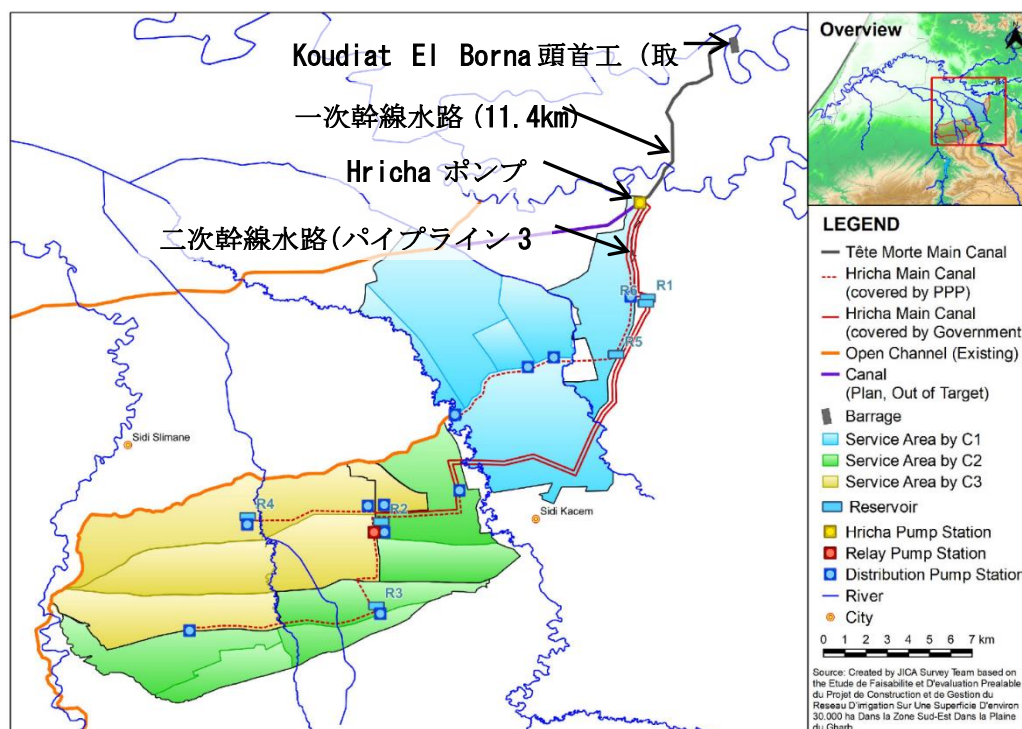 Koudiat El Borna 頭首工 (取
一次幹線水路 (11.4km)
Hricha ポンプ
二次幹線水路(パイプライン 3
R6
R1
R5
Sidi Slimane
R4
R2
Sidi Kacem
R3
Overview
LEGEND
Tête Morte Main Canal
Hricha Main Canal
(covered by PPP)
Hricha Main Canal
(covered by Government
Open Channel (Existing)
Canal
(Plan, Out of Target)
Barrage
Service Area by C1
Service Area by C2
Service Area by C3
Reservoir
Hricha Pump Station
Relay Pump Station
Distribution Pump Station
River
City
0 1 2 3 4 5 6 7 km
Source: Created by JICA Survey Team based on
the Etude de Faisabilite et D'evaluation Prealable
du Projet de Construction et de Gestion du
Reseau D'irrigation Sur Une Superficie D'environ
30.000 ha Dans la Zone Sud-Est Dans la Plaine
du Gharb